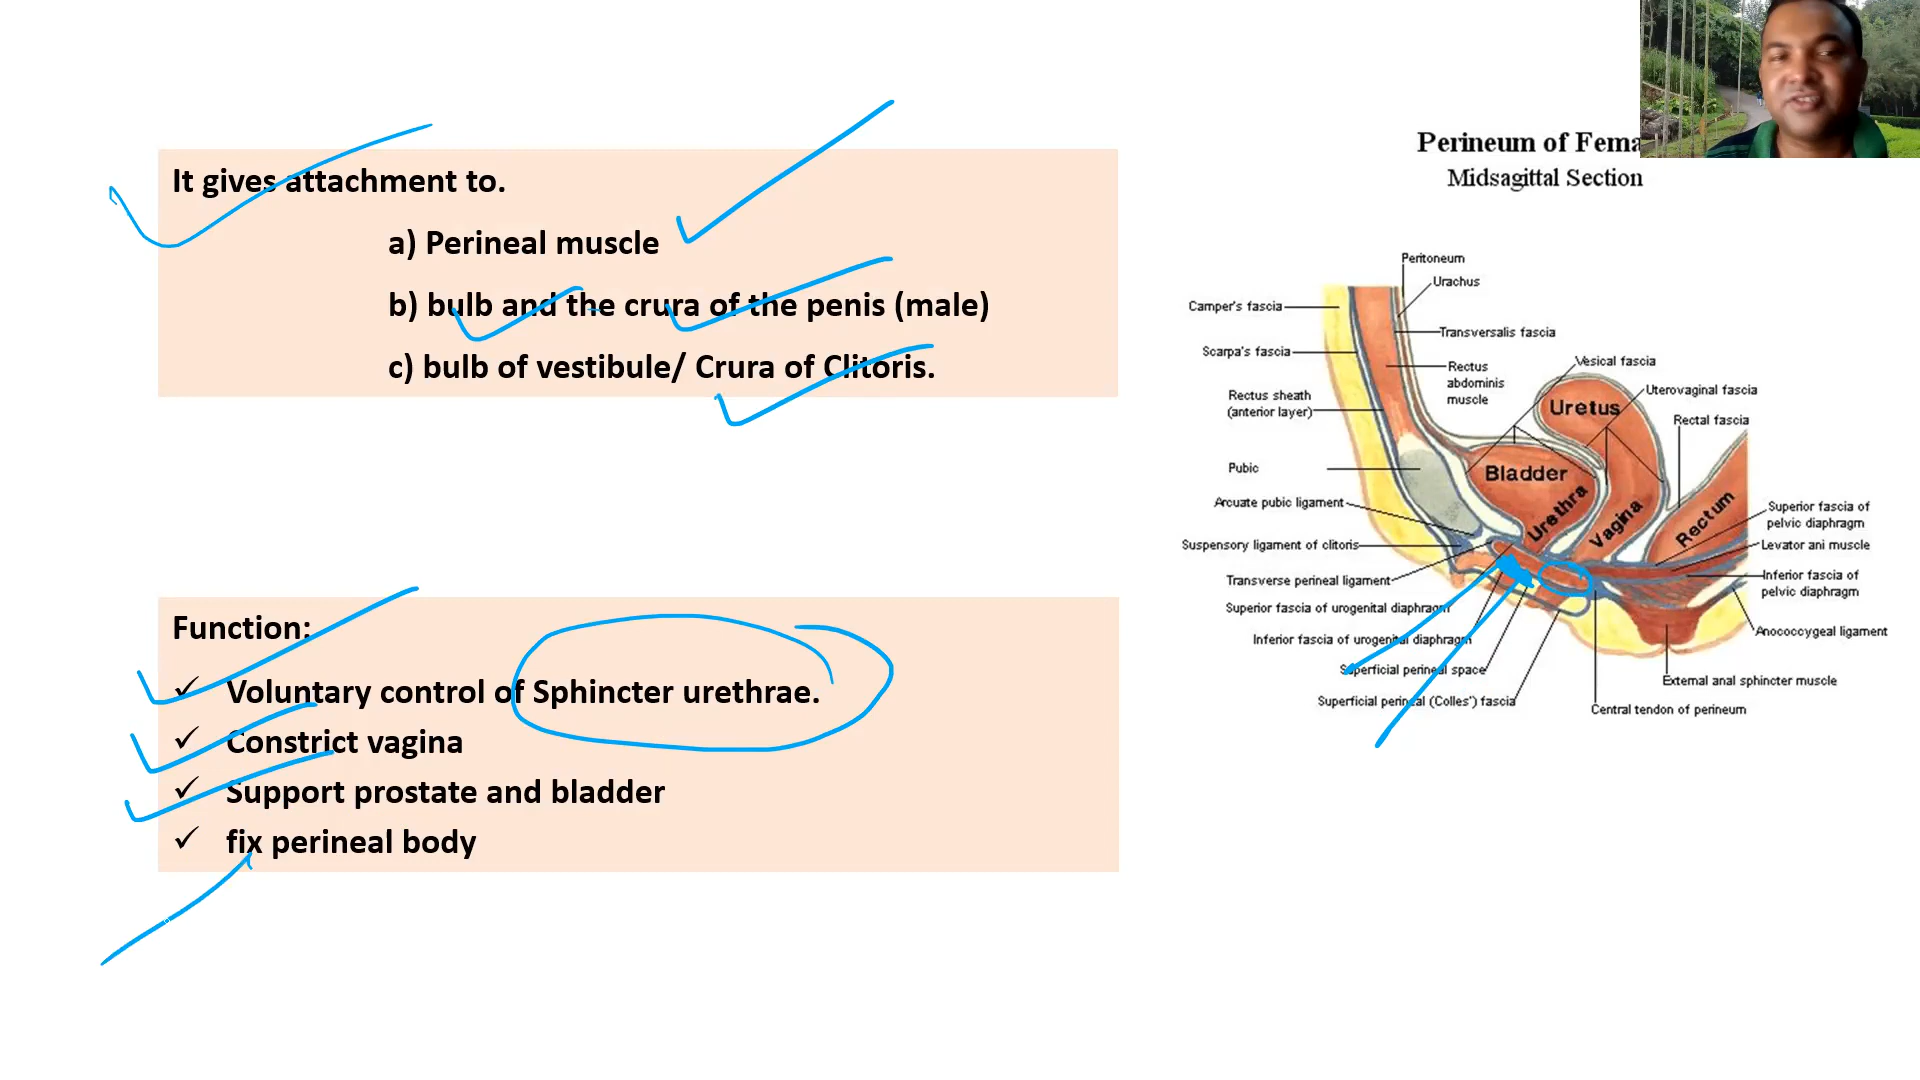 It gives attachment to.
a) Perineal muscle
b) bulb and the crura of the penis (male)
c) bulb of vestibule/ Crura of Clitoris.
Function:
✓ Voluntary control of Sphincter urethrae.
✓ Constrict vagina
✓ Support prostate and bladder
✓ fix perineal body
Perineum of Fema
Midsagittal Section
Peritoneum
Urachus
Camper's fascia
Transversalis fascia
Scarpa's fascia
Vesical fascia
Rectus
abdominis
muscle
Uterovaginal fascia
Rectus sheath
(anterior layer)
Uretus
Rectal fascia
Pubic
Bladder
Urethra
Vagina
Rectum
Arcuate pubic ligament
Superior fascia of
pelvic diaphragm
Suspensory ligament of clitoris
Levator ani muscle
Transverse perineal ligament
Inferior fascia of
pelvic diaphragm
Superior fascia of urogenital diaphragm
Inferior fascia of urogenital diaphragm
Anococcygeal ligament
Superficial perineal space
External anal sphincter muscle
Superficial perineal (Colles') fascia
Central tendon of perineum